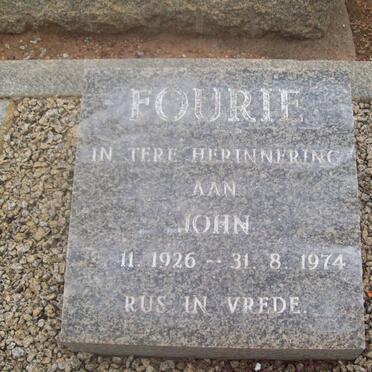 FOURIE
IN TERE HERINNERING
AAN
JOHN
11. 1926 -- 31. 8. 1974
RUS IN VREDE.